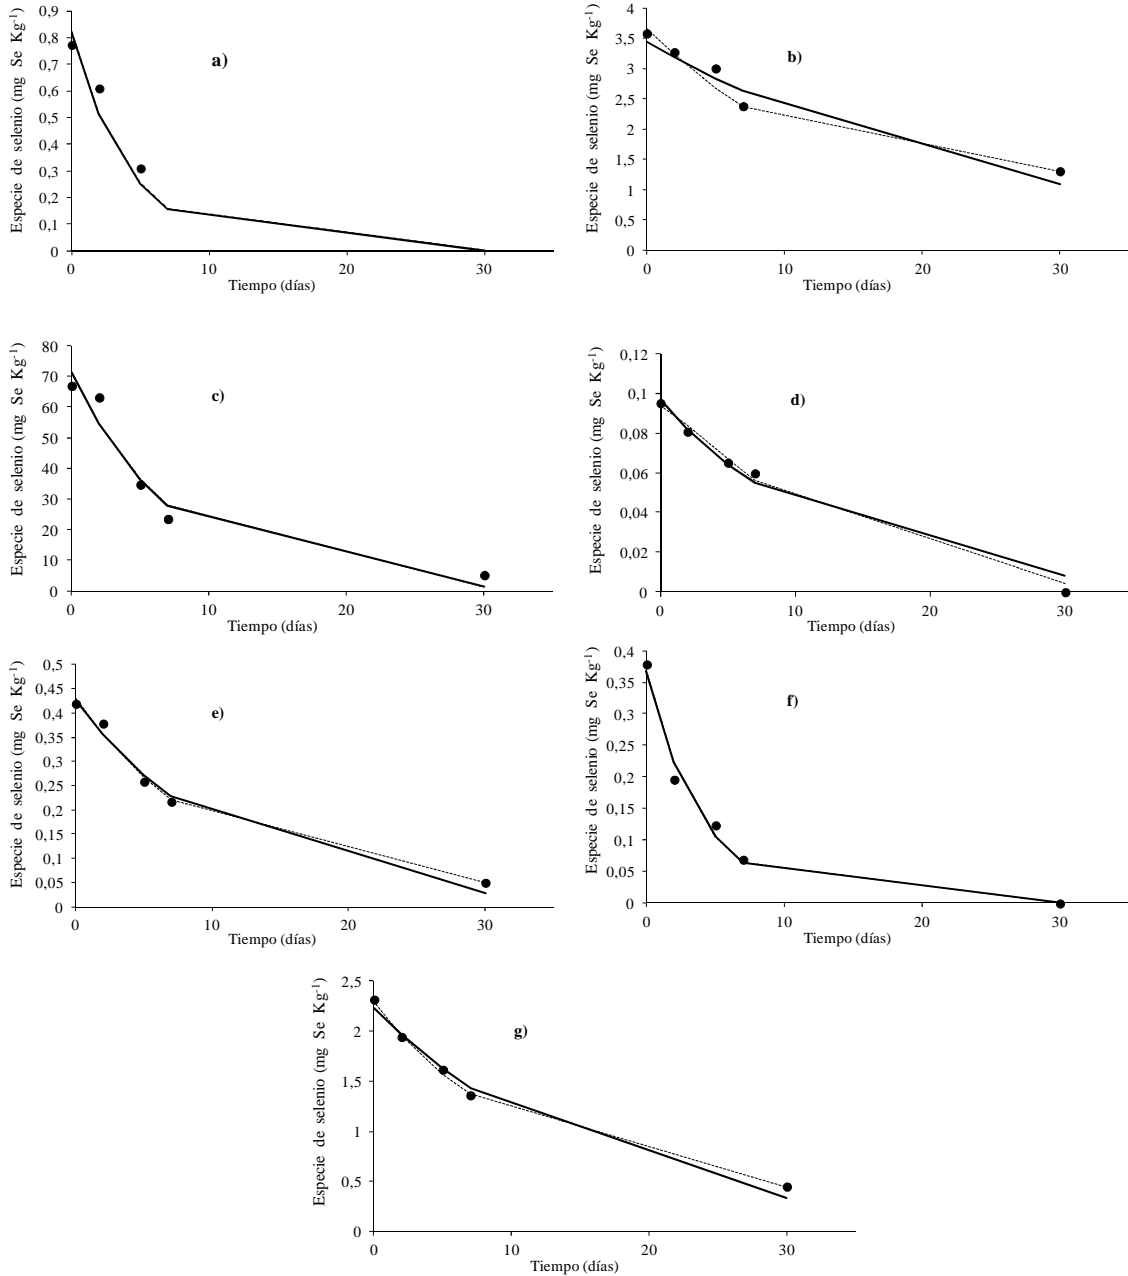 Especie de selenio (mg Se Kg-1)
0,9
0,8
0,7
0,6
0,5
0,4
0,3
0,2
0,1
0
a)
0 10 20 30
Tiempo (días)
Especie de selenio (mg Se Kg-1)
4
3,5
3
2,5
2
1,5
1
0,5
0
b)
0 10 20 30
Tiempo (días)
Especie de selenio (mg Se Kg-1)
80
70
60
50
40
30
20
10
0
c)
0 10 20 30
Tiempo (días)
Especie de selenio (mg Se Kg-1)
0,12
0,1
0,08
0,06
0,04
0,02
0
d)
0 10 20 30
Tiempo (días)
Especie de selenio (mg Se Kg-1)
0,5
0,45
0,4
0,35
0,3
0,25
0,2
0,15
0,1
0,05
0
e)
0 10 20 30
Tiempo (días)
Especie de selenio (mg Se Kg-1)
0,4
0,35
0,3
0,25
0,2
0,15
0,1
0,05
0
f)
0 10 20 30
Tiempo (días)
Especie de selenio (mg Se Kg-1)
2,5
2
1,5
1
0,5
0
g)
0 10 20 30
Tiempo (días)